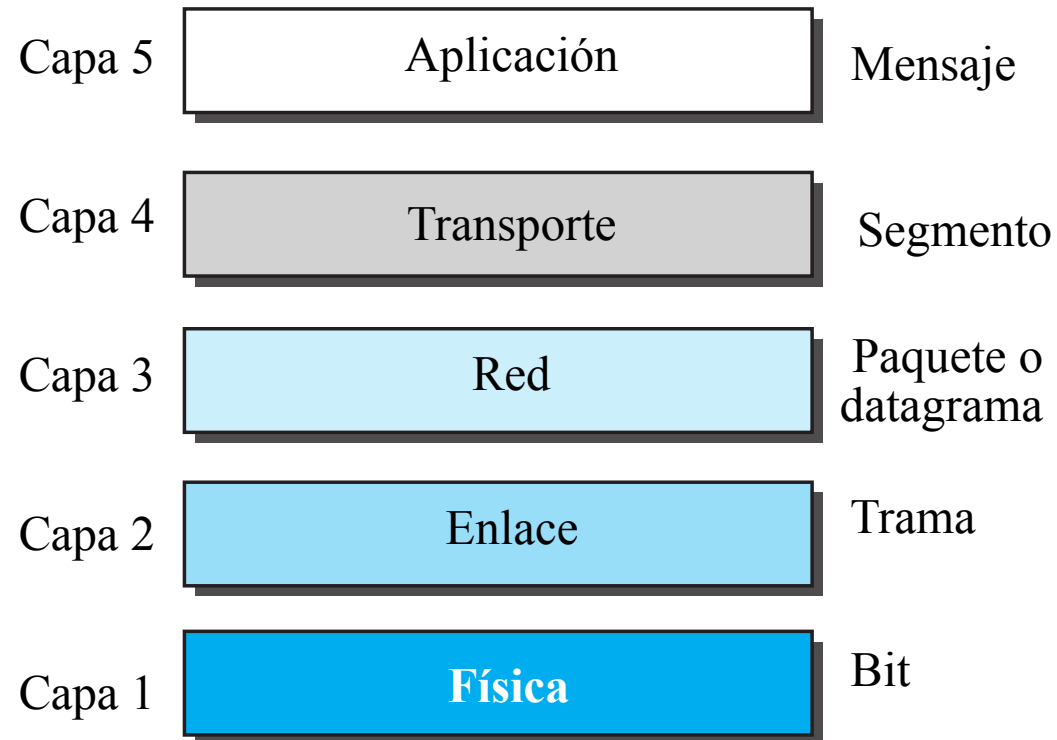 Capa 5
Aplicación
Mensaje
Capa 4
Transporte
Segmento
Capa 3
Red
Paquete o
datagrama
Capa 2
Enlace
Trama
Capa 1
Física
Bit